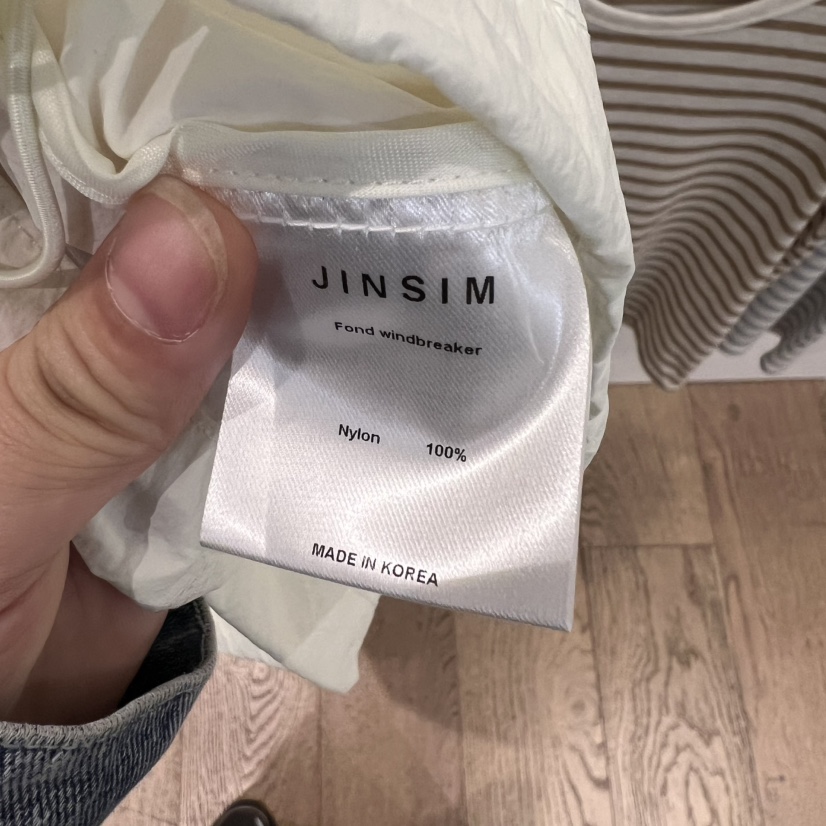 JINSIM
Fond windbreaker
Nylon 100%
MADE IN KOREA